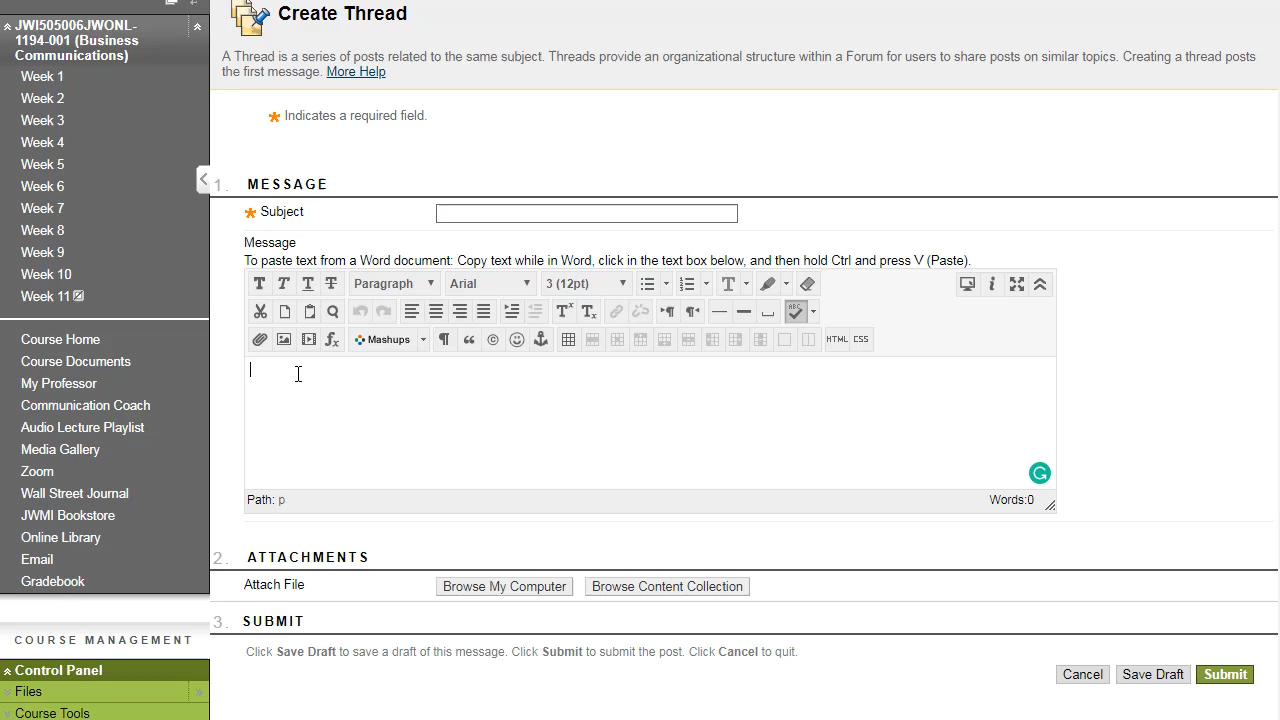 JWI505006JWONL-
1194-001 (Business
Communications)
Week 1
Week 2
Week 3
Week 4
Week 5
Week 6
Week 7
Week 8
Week 9
Week 10
Week 11
Course Home
Course Documents
My Professor
Communication Coach
Audio Lecture Playlist
Media Gallery
Zoom
Wall Street Journal
JWMI Bookstore
Online Library
Email
Gradebook
COURSE MANAGEMENT
Control Panel
Files
Course Tools
Create Thread
A Thread is a series of posts related to the same subject. Threads provide an organizational structure within a Forum for users to share posts on similar topics. Creating a thread posts
the first message. More Help
Indicates a required field.
1. MESSAGE
Subject
Message
To paste text from a Word document: Copy text while in Word, click in the text box below, and then hold Ctrl and press V (Paste).
T T T T Paragraph Arial 3 (12pt) T
Tx Tx ABC
fx Mashups HTML CSS
Path: p Words:0
2. ATTACHMENTS
Attach File Browse My Computer Browse Content Collection
3. SUBMIT
Click Save Draft to save a draft of this message. Click Submit to submit the post. Click Cancel to quit.
Cancel Save Draft Submit